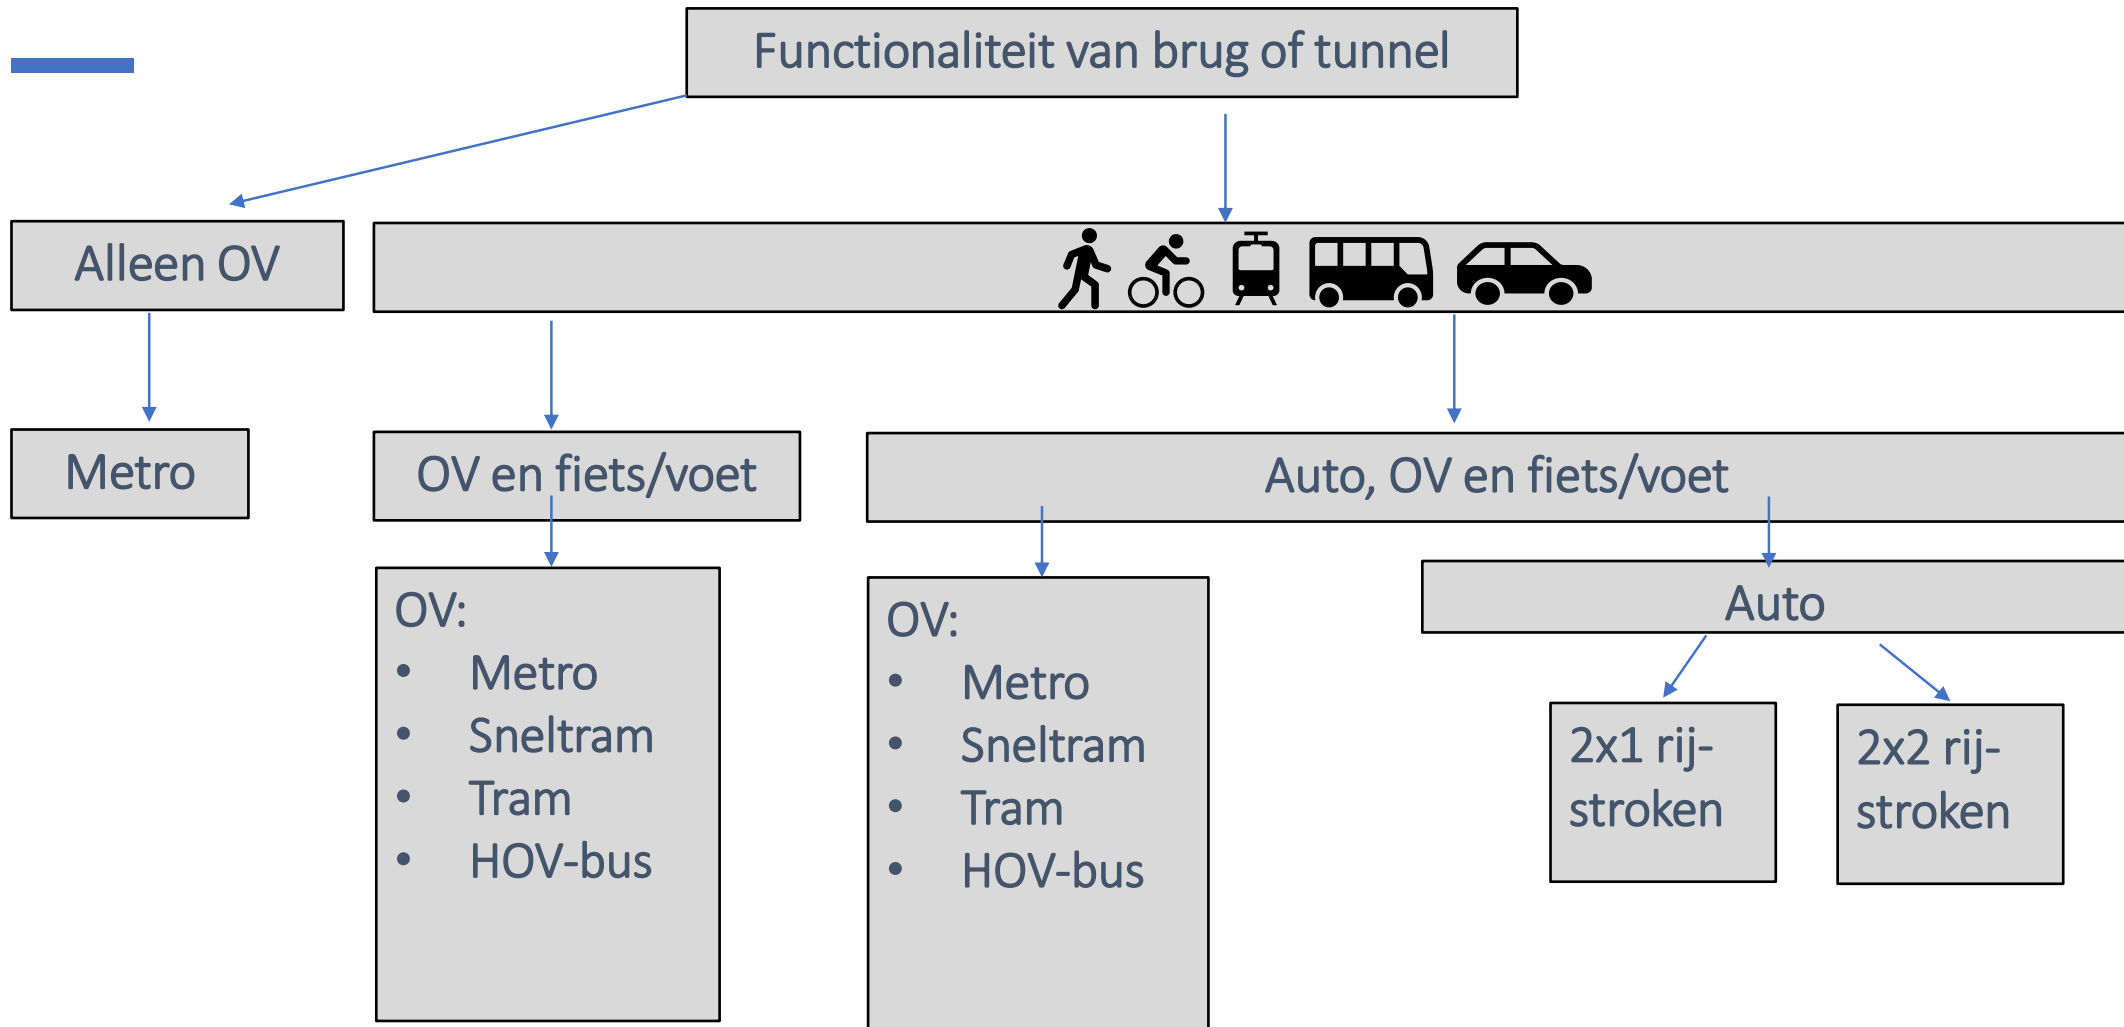 Functionaliteit van brug of tunnel
Alleen OV
Metro
OV en fiets/voet
Auto, OV en fiets/voet
OV:
• Metro
• Sneltram
• Tram
• HOV-bus
OV:
• Metro
• Sneltram
• Tram
• HOV-bus
Auto
2x1 rij-
stroken
2x2 rij-
stroken